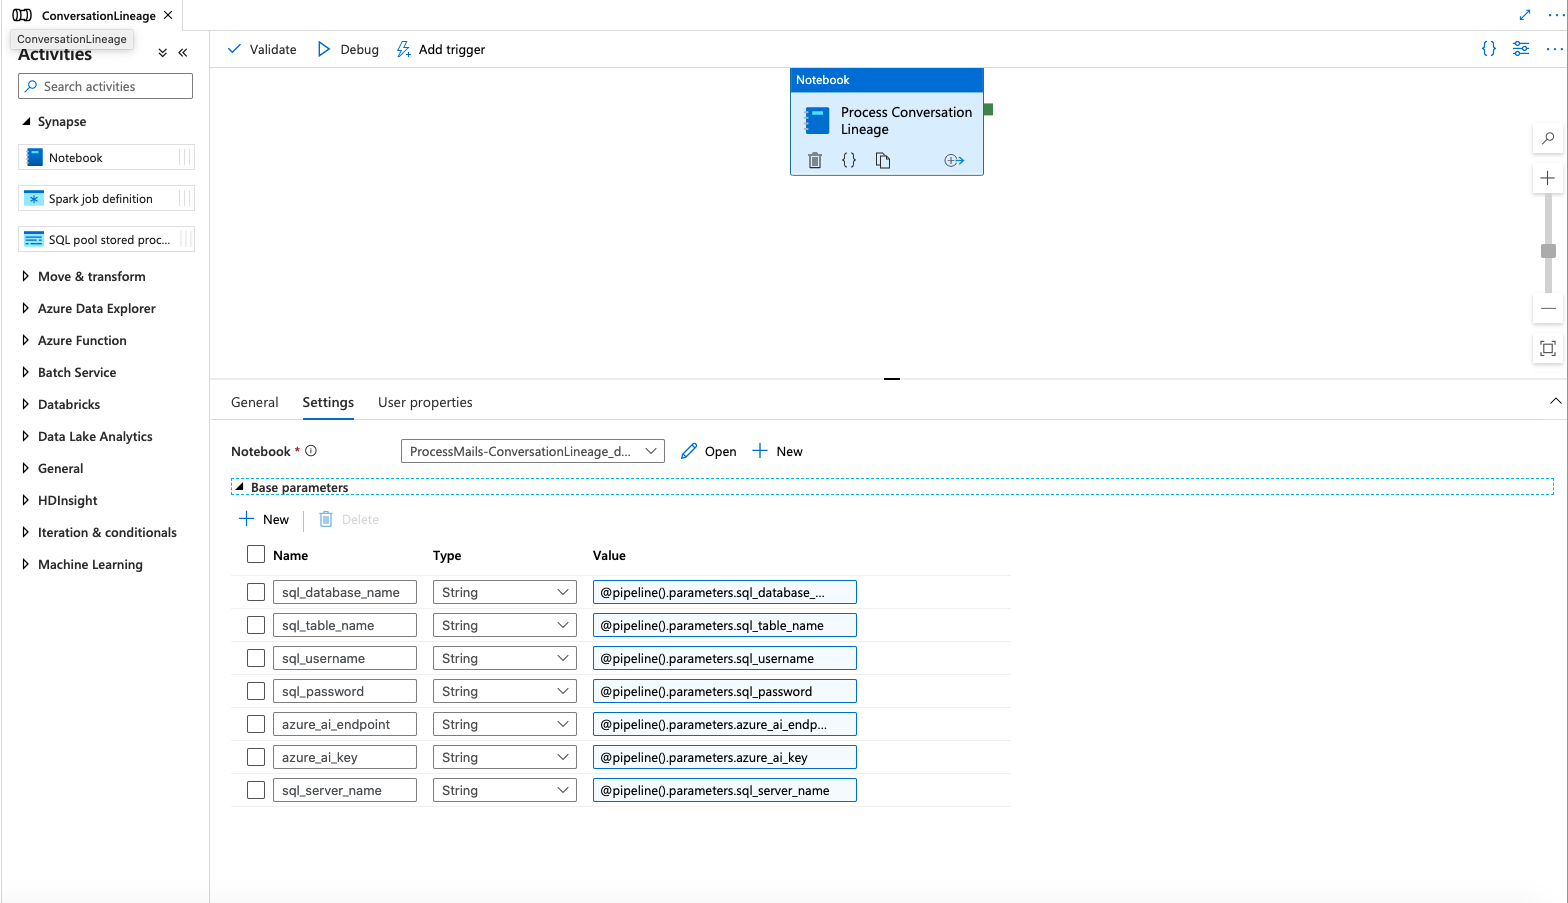 ConversationLineage
ConversationLineage
Activities
Search activities
Synapse
Notebook
Spark job definition
SQL pool stored proc...
Move & transform
Azure Data Explorer
Azure Function
Batch Service
Databricks
Data Lake Analytics
General
HDInsight
Iteration & conditionals
Machine Learning
Validate Debug Add trigger
Notebook
Process Conversation
Lineage
General Settings User properties
Notebook * ProcessMails-ConversationLineage_d... Open New
Base parameters
New Delete
Name Type Value
sql_database_name String @pipeline().parameters.sql_database_...
sql_table_name String @pipeline().parameters.sql_table_name
sql_username String @pipeline().parameters.sql_username
sql_password String @pipeline().parameters.sql_password
azure_ai_endpoint String @pipeline().parameters.azure_ai_endp...
azure_ai_key String @pipeline().parameters.azure_ai_key
sql_server_name String @pipeline().parameters.sql_server_name